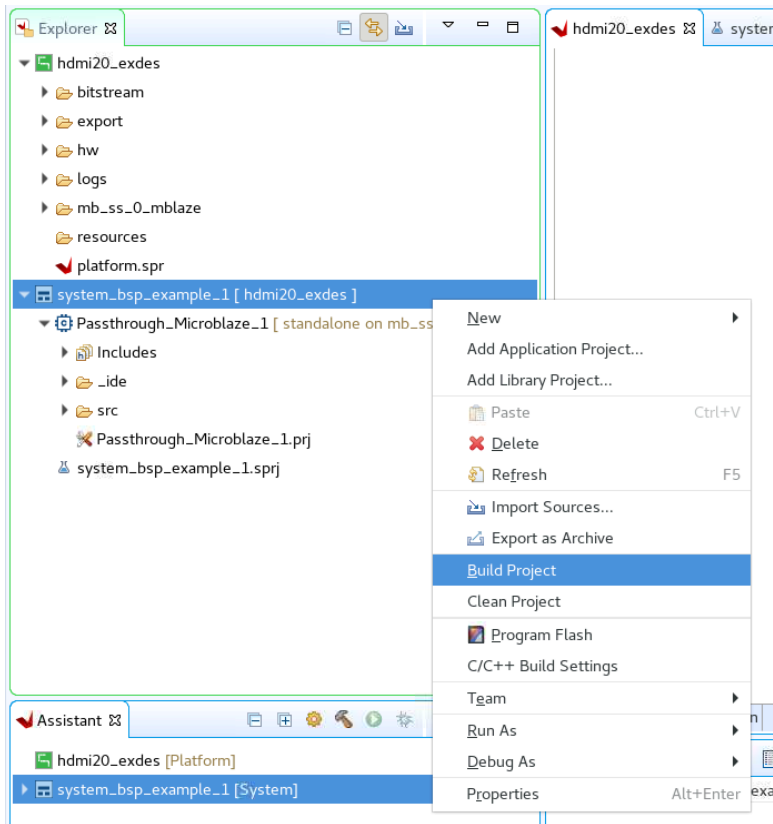 Explorer
hdmi20_exdes
system
hdmi20_exdes
bitstream
export
hw
logs
mb_ss_0_mblaze
resources
platform.spr
system_bsp_example_1 [ hdmi20_exdes ]
Passthrough_Microblaze_1 [ standalone on mb_ss
Includes
_ide
src
Passthrough_Microblaze_1.prj
system_bsp_example_1.sprj
New
Add Application Project...
Add Library Project...
Paste Ctrl+V
Delete
Refresh F5
Import Sources...
Export as Archive
Build Project
Clean Project
Program Flash
C/C++ Build Settings
Team
Run As
Debug As
Properties Alt+Enter
Assistant
hdmi20_exdes [Platform]
system_bsp_example_1 [System]